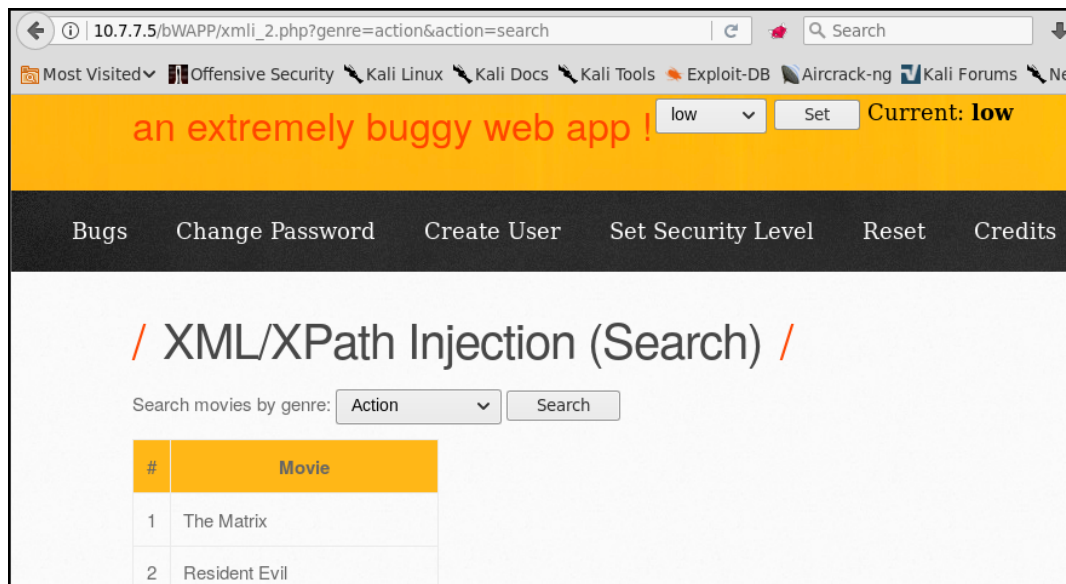 10.7.7.5/bWAPP/xmli_2.php?genre=action&action=search Search
Most Visited Offensive Security Kali Linux Kali Docs Kali Tools Exploit-DB Aircrack-ng Kali Forums Ne
an extremely buggy web app ! low Set Current: low
Bugs Change Password Create User Set Security Level Reset Credits
/ XML/XPath Injection (Search) /
Search movies by genre: Action Search
# Movie
1 The Matrix
2 Resident Evil